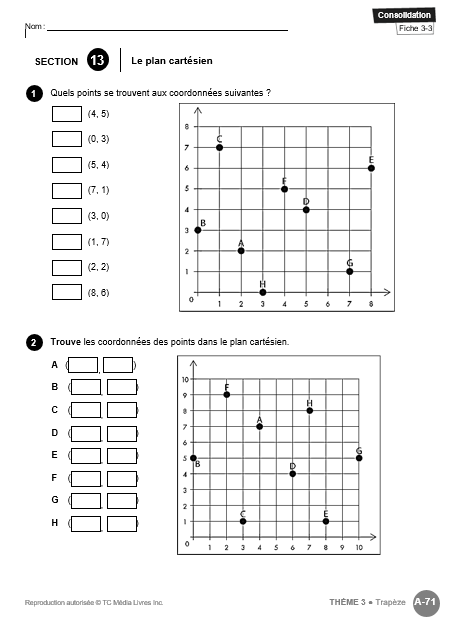 Consolidation
Fiche 3-3
Nom :
SECTION 13 Le plan cartésien
1 Quels points se trouvent aux coordonnées suivantes ?
(4, 5)
(0, 3)
(5, 4)
(7, 1)
(3, 0)
(1, 7)
(2, 2)
(8, 6)
8
7
6
5
4
3
2
1
0 1 2 3 4 5 6 7 8
C
E
F
D
B
A
G
H
2 Trouve les coordonnées des points dans le plan cartésien.
A ( , )
B ( , )
C ( , )
D ( , )
E ( , )
F ( , )
G ( , )
H ( , )
10
9
8
7
6
5
4
3
2
1
0 1 2 3 4 5 6 7 8 9 10
F
H
A
G
B
D
C
E
Reproduction autorisée © TC Média Livres Inc.
THÈME 3 ● Trapèze A-71